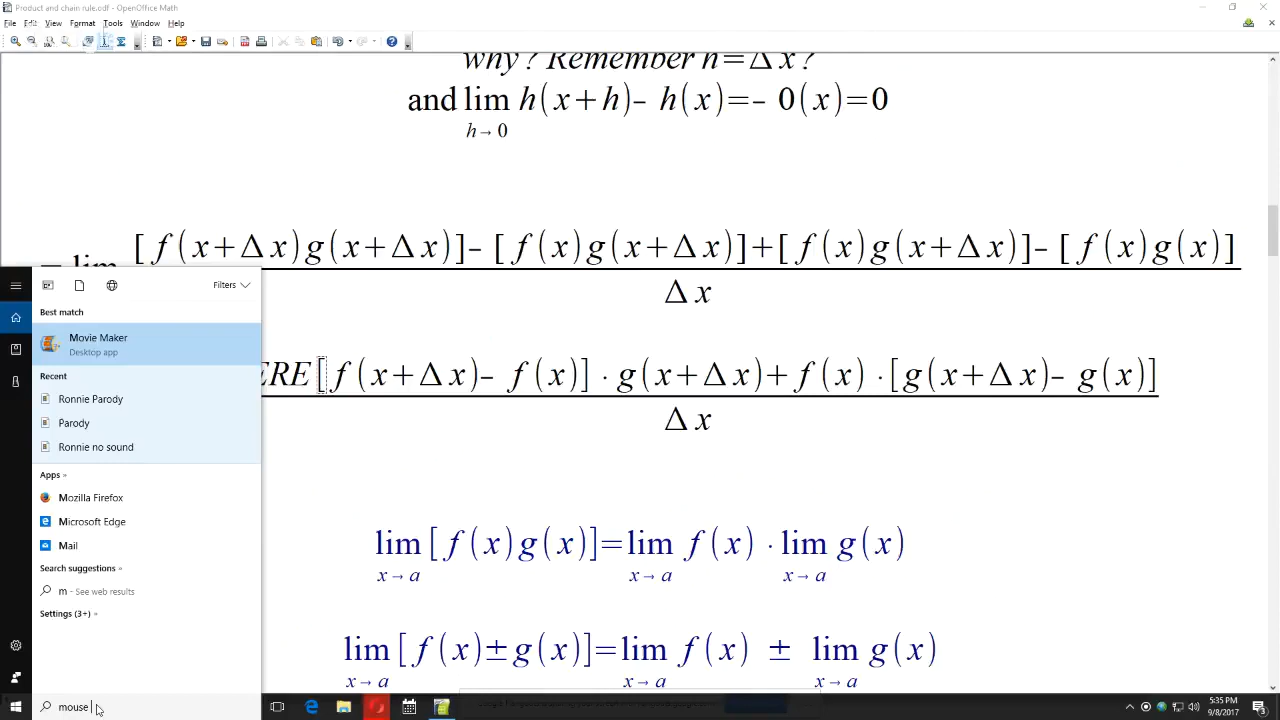 Product and chain rule.odf - OpenOffice Math
File Edit View Format Tools Window Help
why? Remember h=Δx?
and lim h(x+h)– h(x)=– 0(x)=0
h→0
[f(x+Δx)g(x+Δx)]–[f(x)g(x+Δx)]+[f(x)g(x+Δx)]–[f(x)g(x)]
= lim
Δx
ERE[f(x+Δx)– f(x)]·g(x+Δx)+f(x)·[g(x+Δx)– g(x)]
Δx
lim[f(x)g(x)]=lim f(x)·lim g(x)
x→a x→a x→a
lim[f(x)±g(x)]=lim f(x) ± lim g(x)
x→a x→a x→a
Filters
Best match
Movie Maker
Desktop app
Recent
Ronnie Parody
Parody
Ronnie no sound
Apps »
Mozilla Firefox
Microsoft Edge
Mail
Search suggestions »
m - See web results
Settings (3+) »
mouse
5:35 PM
9/8/2017